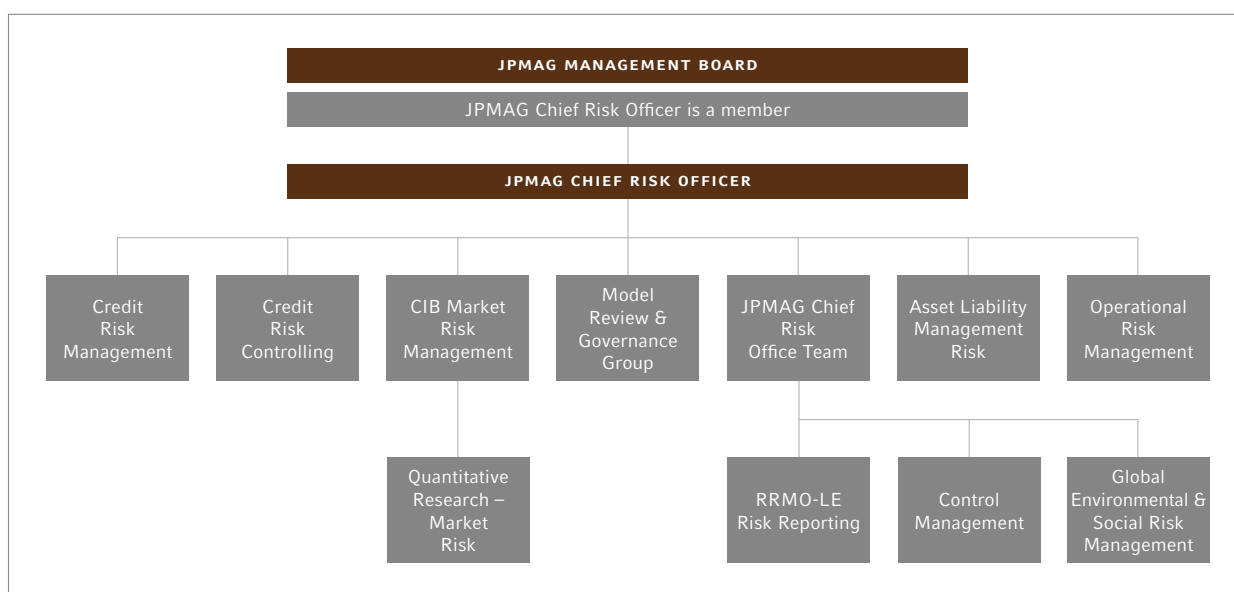 JPMAG MANAGEMENT BOARD
JPMAG Chief Risk Officer is a member
JPMAG CHIEF RISK OFFICER
Credit
Risk
Management
Credit
Risk
Controlling
CIB Market
Risk
Management
Model
Review &
Governance
Group
JPMAG Chief
Risk
Office Team
Asset Liability
Management
Risk
Operational
Risk
Management
Quantitative
Research –
Market
Risk
RRMO-LE
Risk Reporting
Control
Management
Global
Environmental &
Social Risk
Management